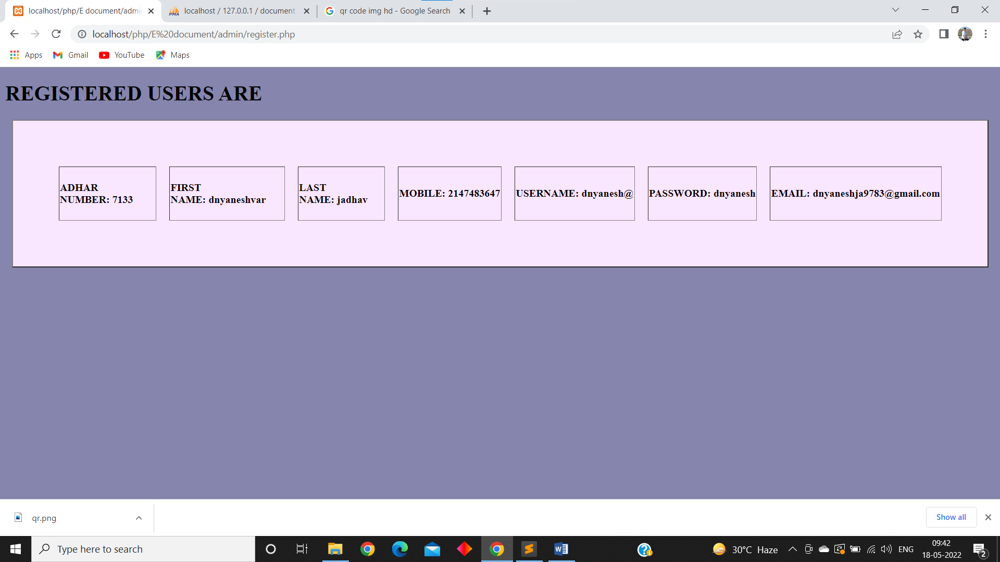 localhost/php/E document/admi
localhost / 127.0.0.1 / document
qr code img hd - Google Search
localhost/php/E%20document/admin/register.php
Apps
Gmail
YouTube
Maps
REGISTERED USERS ARE
ADHAR
NUMBER: 7133
FIRST
NAME: dnyaneshvar
LAST
NAME: jadhav
MOBILE: 2147483647
USERNAME: dnyanesh@
PASSWORD: dnyanesh
EMAIL: dnyaneshja9783@gmail.com
qr.png
Show all
Type here to search
30°C Haze
ENG
09:42
18-05-2022
2